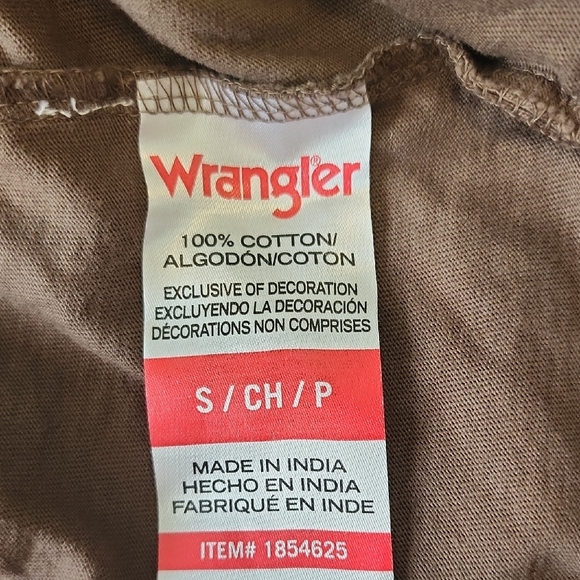 Wrangler®
100% COTTON/
ALGODÓN/COTON
EXCLUSIVE OF DECORATION
EXCLUYENDO LA DECORACIÓN
DÉCORATIONS NON COMPRISES
S / CH / P
MADE IN INDIA
HECHO EN INDIA
FABRIQUÉ EN INDE
ITEM# 1854625